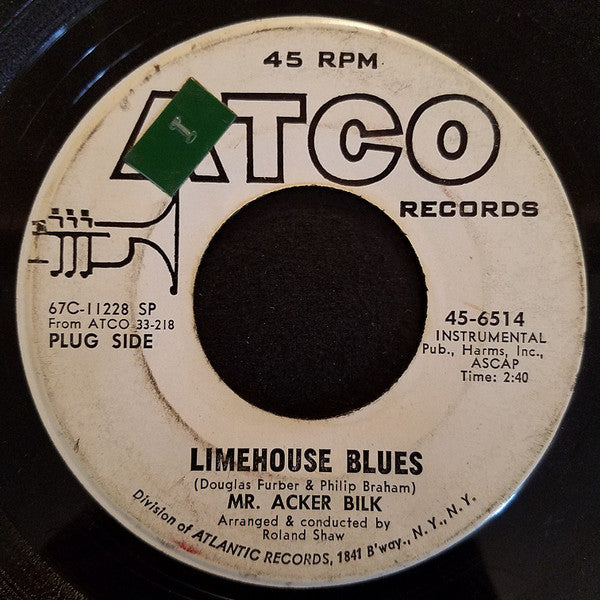 45 RPM
ATCO
RECORDS
67C-11228 SP
From ATCO 33-218
PLUG SIDE
45-6514
INSTRUMENTAL
Pub., Harms, Inc.,
ASCAP
Time: 2:40
LIMEHOUSE BLUES
(Douglas Furber & Philip Braham)
MR. ACKER BILK
Arranged & conducted by
Roland Shaw
Division of ATLANTIC RECORDS, 1841 B'way., N.Y., N.Y.